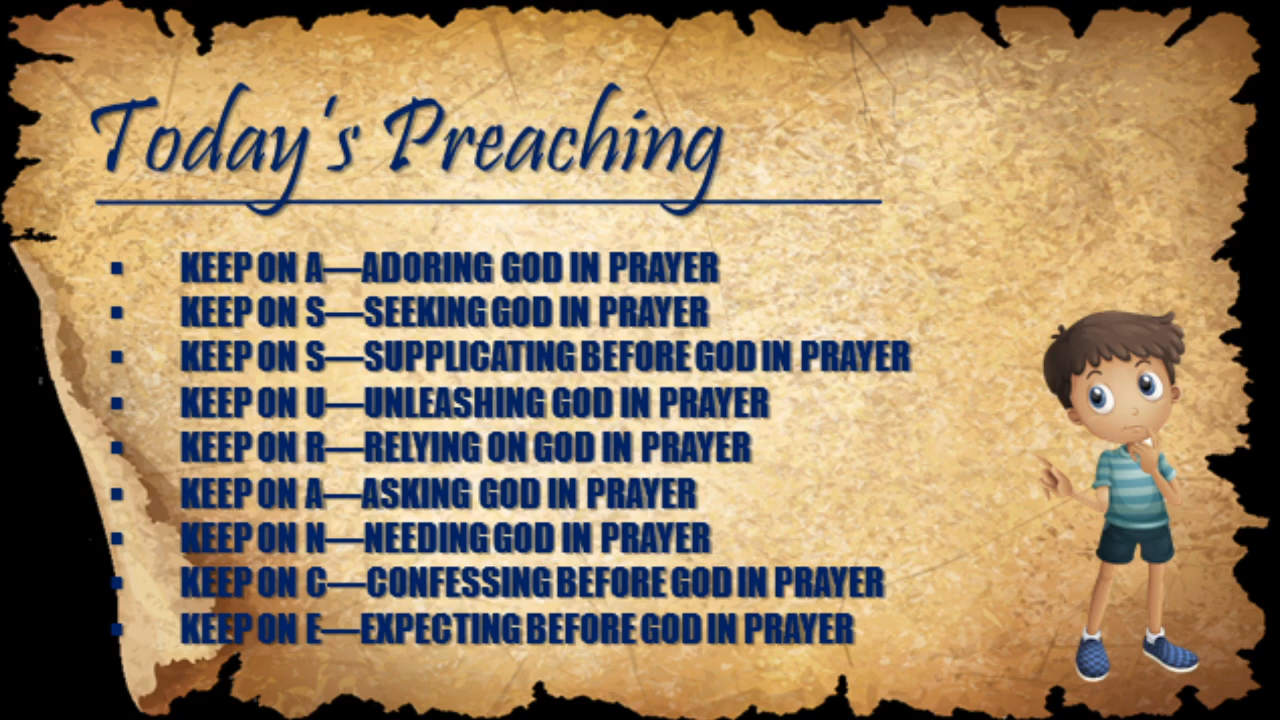 Today's Preaching
▪ KEEP ON A—ADORING GOD IN PRAYER
▪ KEEP ON S—SEEKING GOD IN PRAYER
▪ KEEP ON S—SUPPLICATING BEFORE GOD IN PRAYER
▪ KEEP ON U—UNLEASHING GOD IN PRAYER
▪ KEEP ON R—RELYING ON GOD IN PRAYER
▪ KEEP ON A—ASKING GOD IN PRAYER
▪ KEEP ON N—NEEDING GOD IN PRAYER
▪ KEEP ON C—CONFESSING BEFORE GOD IN PRAYER
▪ KEEP ON E—EXPECTING BEFORE GOD IN PRAYER